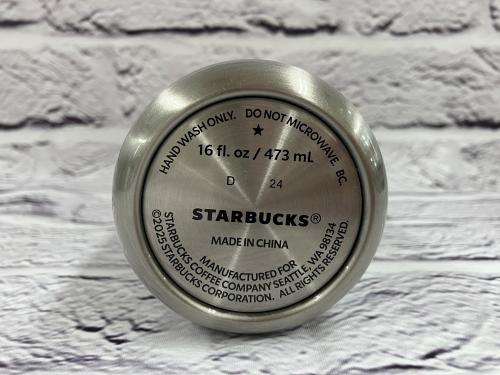 HAND WASH ONLY. DO NOT MICROWAVE. BC.
★
16 fl. oz / 473 mL
D 24
STARBUCKS®
MADE IN CHINA
MANUFACTURED FOR
STARBUCKS COFFEE COMPANY SEATTLE, WA 98134
©2025 STARBUCKS CORPORATION. ALL RIGHTS RESERVED.